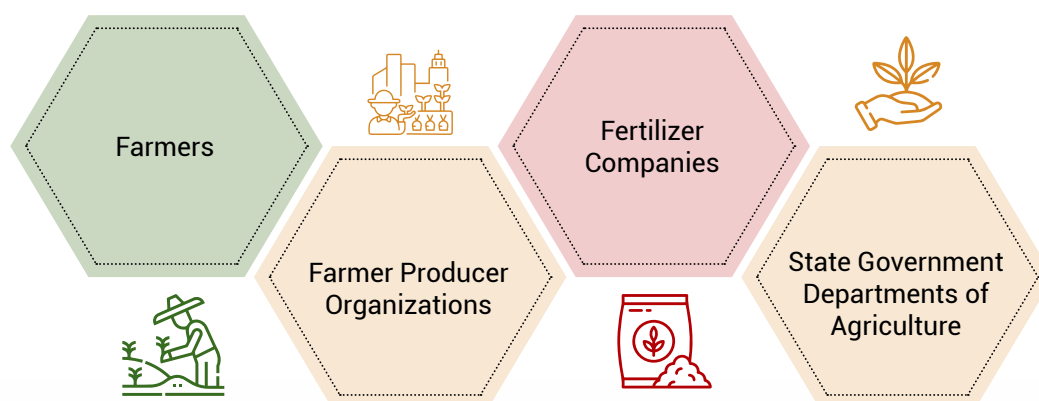 Farmers
Farmer Producer
Organizations
Fertilizer
Companies
State Government
Departments of
Agriculture